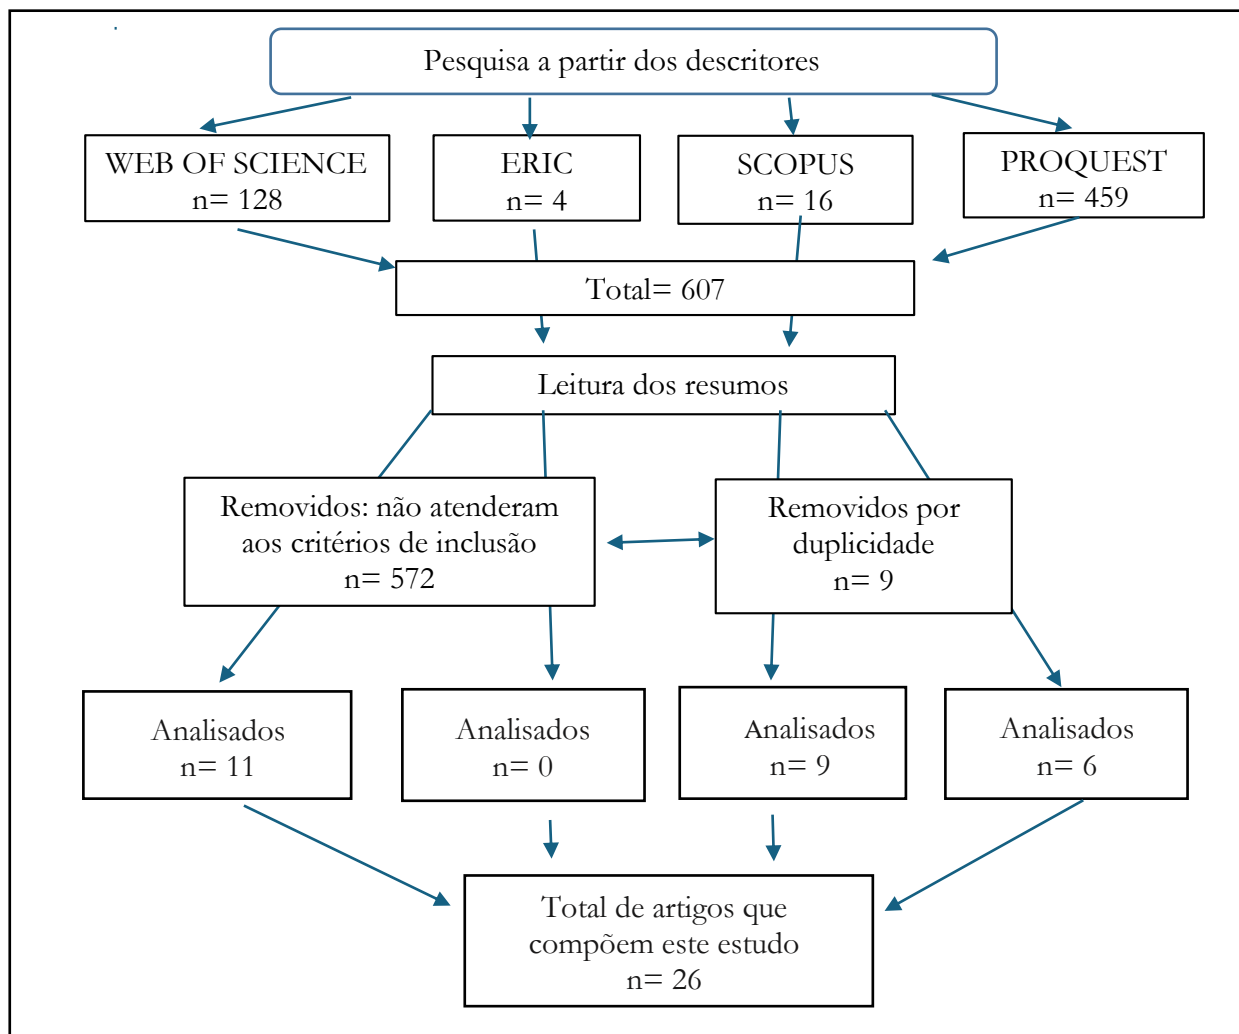 Pesquisa a partir dos descritores
WEB OF SCIENCE
n= 128
ERIC
n= 4
SCOPUS
n= 16
PROQUEST
n= 459
Total= 607
Leitura dos resumos
Removidos: não atenderam
aos critérios de inclusão
n= 572
Removidos por
duplicidade
n= 9
Analisados
n= 11
Analisados
n= 0
Analisados
n= 9
Analisados
n= 6
Total de artigos que
compõem este estudo
n= 26